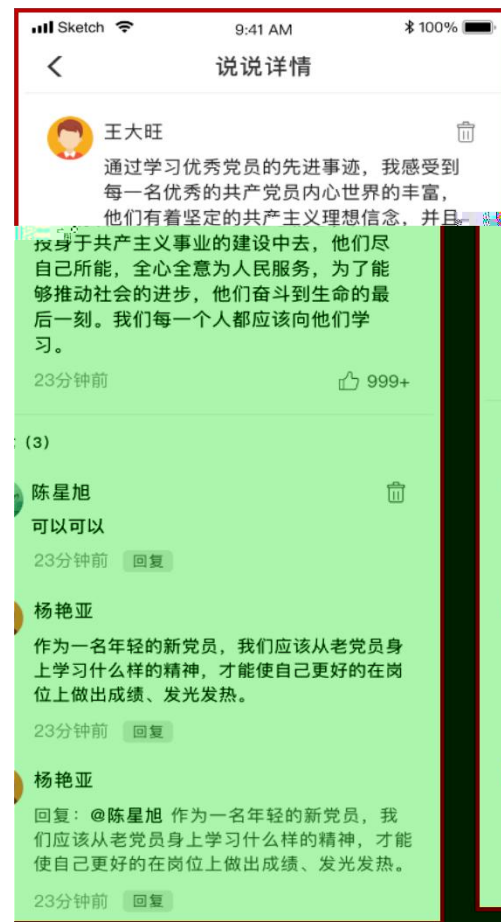 Sketch 9:41 AM 100%
说说详情
王大旺
通过学习优秀党员的先进事迹，我感受到
每一名优秀的共产党员内心世界的丰富，
他们有着坚定的共产主义理想信念，并且
投身于共产主义事业的建设中去，他们尽
自己所能，全心全意为人民服务，为了能
够推动社会的进步，他们奋斗到生命的最
后一刻。我们每一个人都应该向他们学
习。
23分钟前 999+
(3)
陈星旭
可以可以
23分钟前 回复
杨艳亚
作为一名年轻的新党员，我们应该从老党员身
上学习什么样的精神，才能使自己更好的在岗
位上做出成绩、发光发热。
23分钟前 回复
杨艳亚
回复：@陈星旭 作为一名年轻的新党员，我
们应该从老党员身上学习什么样的精神，才能
使自己更好的在岗位上做出成绩、发光发热。
23分钟前 回复